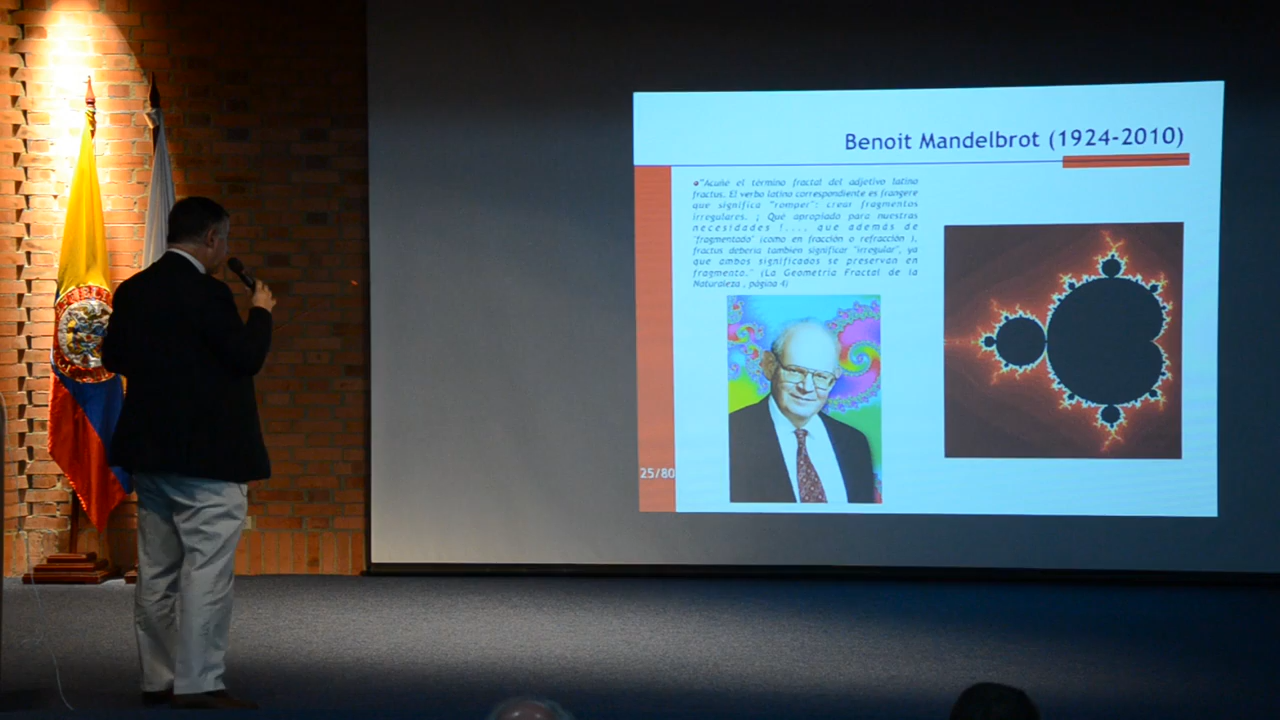 Benoit Mandelbrot (1924-2010)
"Acuñé el término fractal del adjetivo latino
fractus. El verbo latino correspondiente es frangere
que significa "romper": crear fragmentos
irregulares. ¡ Qué apropiado para nuestras
necesidades !..., que además de
"fragmentado" (como en fracción o refracción ),
fractus debería también significar "irregular", ya
que ambos significados se preservan en
fragmento." (La Geometría Fractal de la
Naturaleza , página 4)
25/80